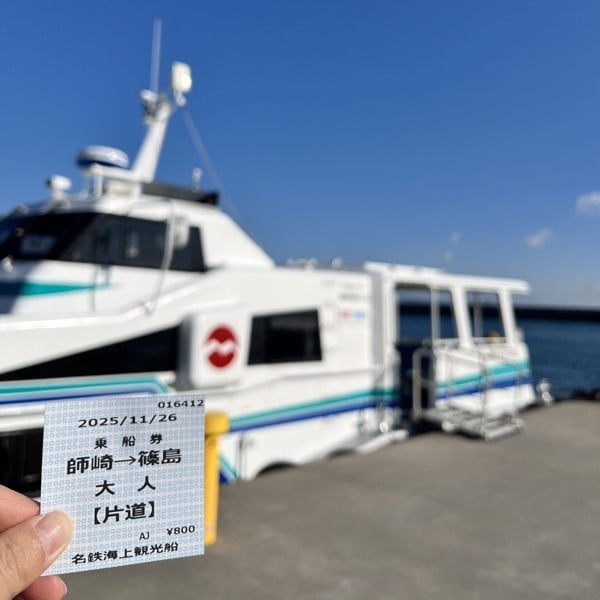 016412
2025/11/26
乗船券
師崎→篠島
大人
【片道】
AJ ¥800
名鉄海上観光船